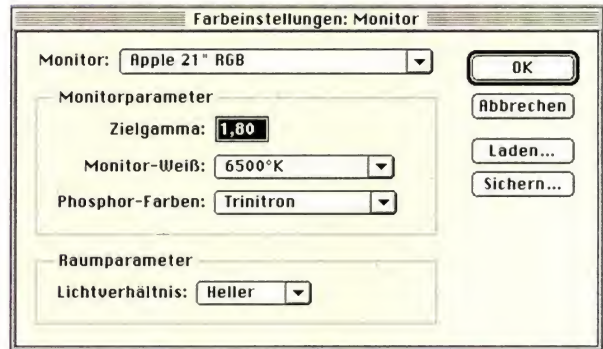 Farbeinstellungen: Monitor
Monitor: Apple 21" RGB
OK
Monitorparameter
Abbrechen
Zielgamma: 1,80
Laden...
Monitor-Weiß: 6500°K
Sichern...
Phosphor-Farben: Trinitron
Raumparameter
Lichtverhältnis: Heller